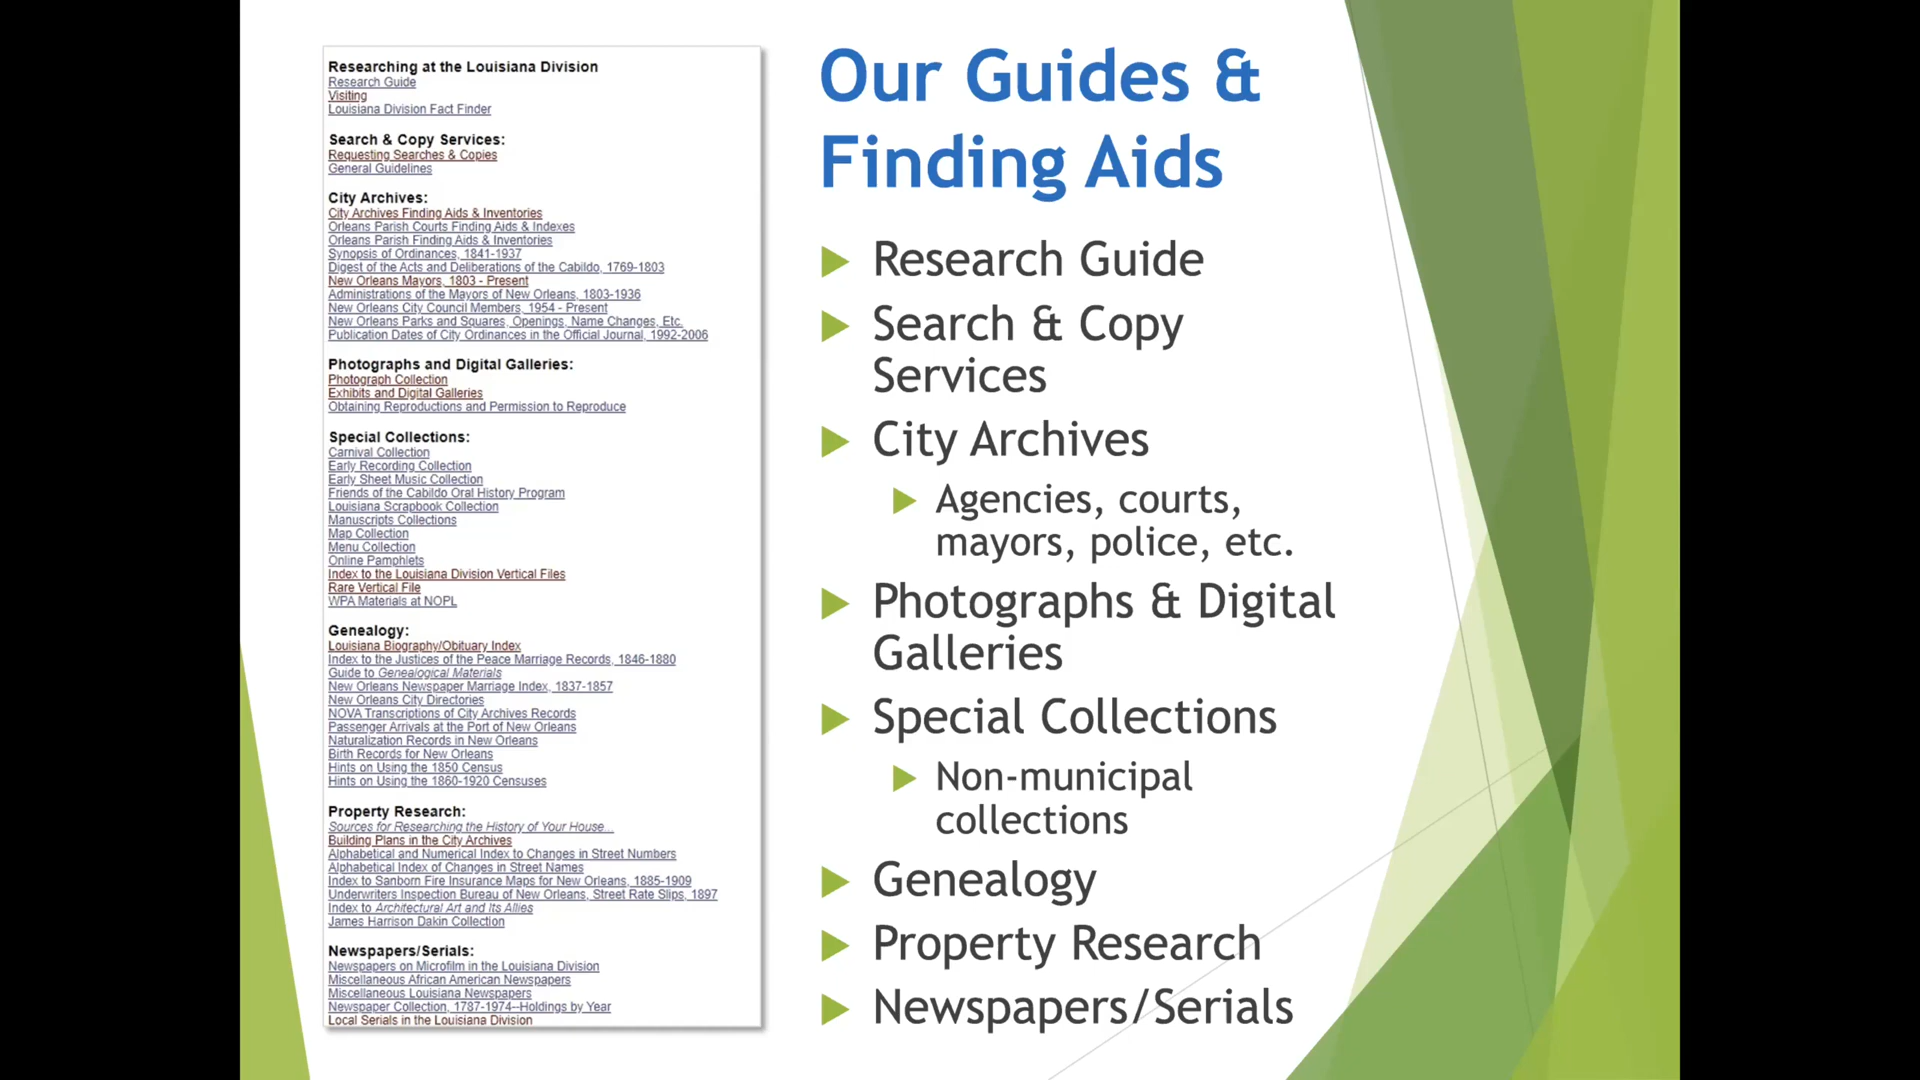 Researching at the Louisiana Division
Research Guide
Visiting
Louisiana Division Fact Finder
Search & Copy Services:
Requesting Searches & Copies
General Guidelines
City Archives:
City Archives Finding Aids & Inventories
Orleans Parish Courts Finding Aids & Indexes
Orleans Parish Finding Aids & Inventories
Synopsis of Ordinances, 1841-1937
Digest of the Acts and Deliberations of the Cabildo, 1769-1803
New Orleans Mayors, 1803 - Present
Administrations of the Mayors of New Orleans, 1803-1936
New Orleans City Council Members, 1954 - Present
New Orleans Parks and Squares, Openings, Name Changes, Etc.
Publication Dates of City Ordinances in the Official Journal, 1992-2006
Photographs and Digital Galleries:
Photograph Collection
Exhibits and Digital Galleries
Obtaining Reproductions and Permission to Reproduce
Special Collections:
Carnival Collection
Early Recording Collection
Early Sheet Music Collection
Friends of the Cabildo Oral History Program
Louisiana Scrapbook Collection
Manuscripts Collections
Map Collection
Menu Collection
Online Pamphlets
Index to the Louisiana Division Vertical Files
Rare Vertical File
WPA Materials at NOPL
Genealogy:
Louisiana Biography/Obituary Index
Index to the Justices of the Peace Marriage Records, 1846-1880
Guide to Genealogical Materials
New Orleans Newspaper Marriage Index, 1837-1857
New Orleans City Directories
NOVA Transcriptions of City Archives Records
Passenger Arrivals at the Port of New Orleans
Naturalization Records in New Orleans
Birth Records for New Orleans
Hints on Using the 1850 Census
Hints on Using the 1860-1920 Censuses
Property Research:
Sources for Researching the History of Your House...
Building Plans in the City Archives
Alphabetical and Numerical Index to Changes in Street Numbers
Alphabetical Index of Changes in Street Names
Index to Sanborn Fire Insurance Maps for New Orleans, 1885-1909
Underwriters Inspection Bureau of New Orleans, Street Rate Slips, 1897
Index to Architectural Art and Its Allies
James Harrison Dakin Collection
Newspapers/Serials:
Newspapers on Microfilm in the Louisiana Division
Miscellaneous African American Newspapers
Miscellaneous Louisiana Newspapers
Newspaper Collection, 1787-1974--Holdings by Year
Local Serials in the Louisiana Division
Our Guides &
Finding Aids
Research Guide
Search & Copy
Services
City Archives
Agencies, courts,
mayors, police, etc.
Photographs & Digital
Galleries
Special Collections
Non-municipal
collections
Genealogy
Property Research
Newspapers/Serials